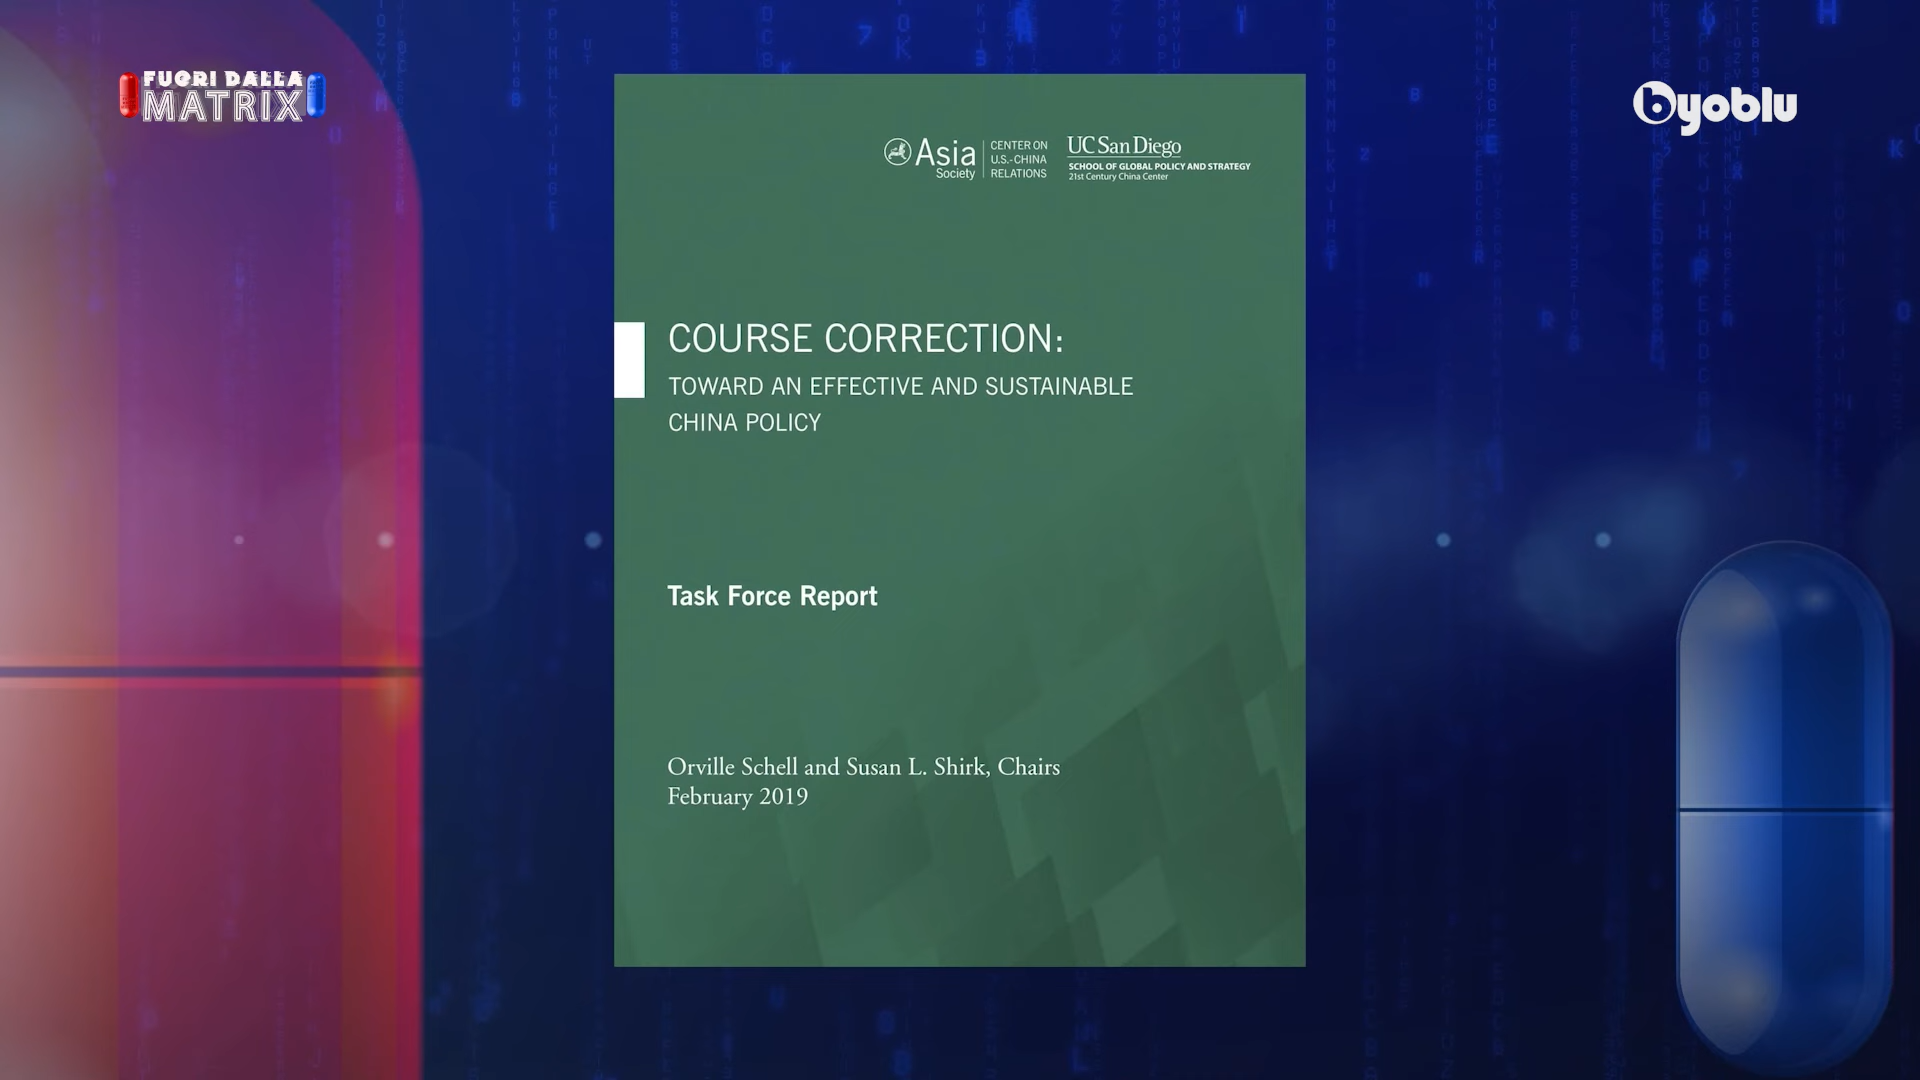 FUORI DALLA
MATRIX
byoblu
Asia
Society
CENTER ON
U.S.-CHINA
RELATIONS
UC San Diego
SCHOOL OF GLOBAL POLICY AND STRATEGY
21st Century China Center
COURSE CORRECTION:
TOWARD AN EFFECTIVE AND SUSTAINABLE
CHINA POLICY
Task Force Report
Orville Schell and Susan L. Shirk, Chairs
February 2019